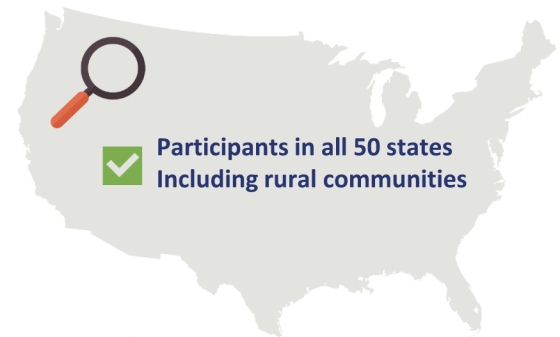 Participants in all 50 states
Including rural communities